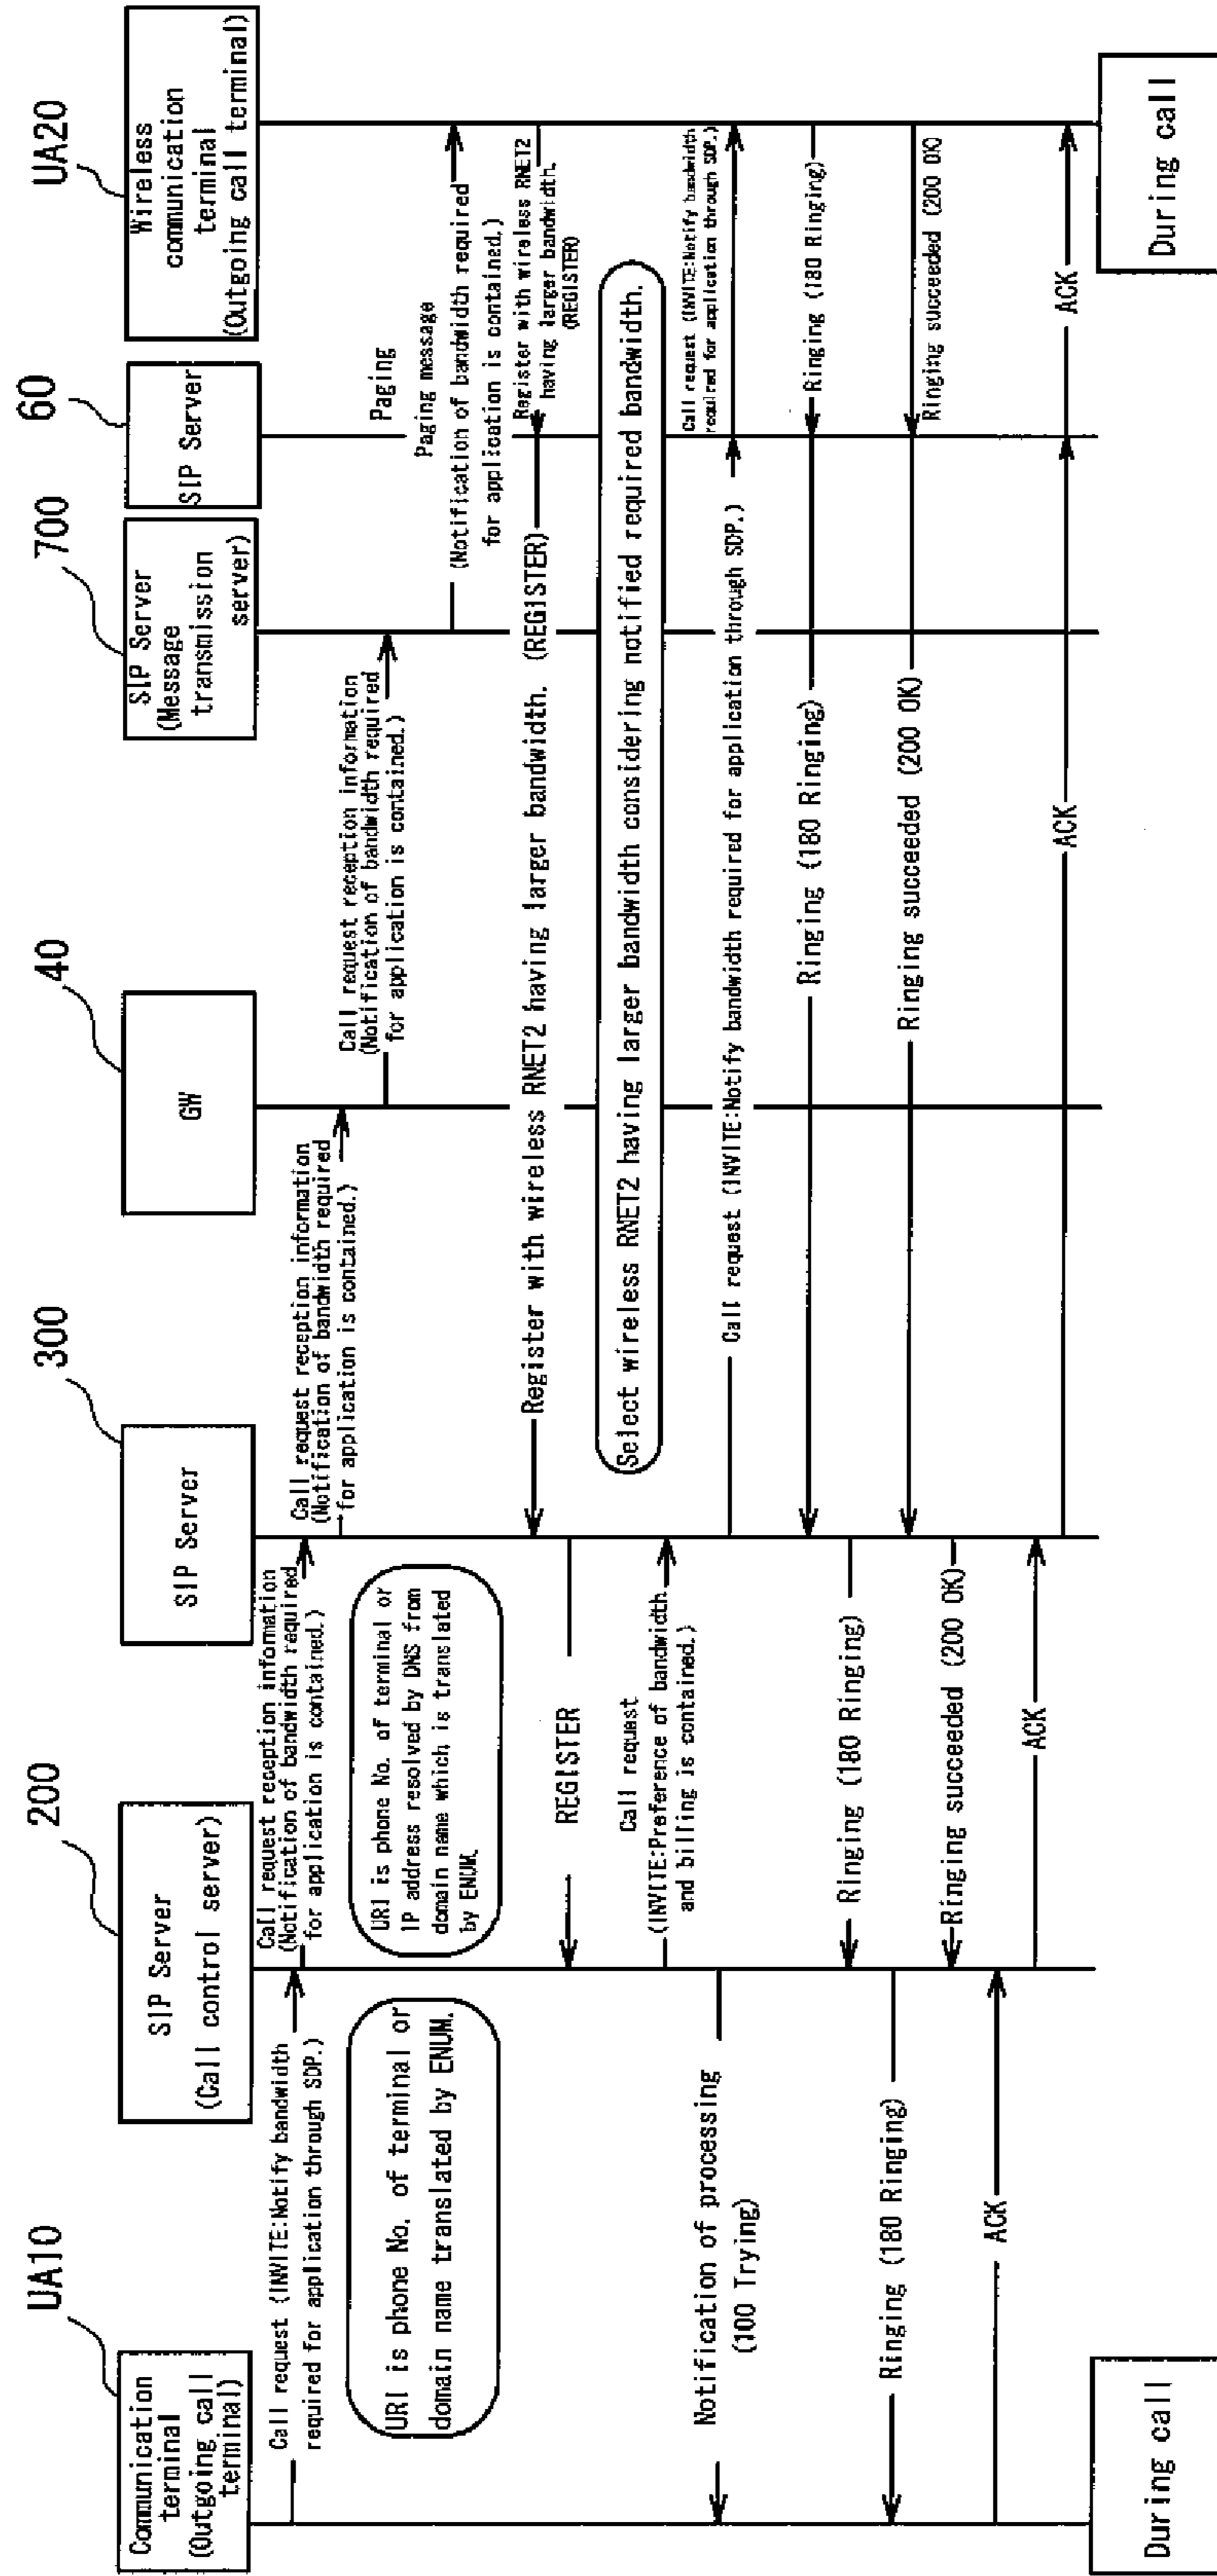 UA10
Communication
terminal
(Outgoing call
terminal)
200
SIP Server
(Call control server)
300
SIP Server
40
GW
700
SIP Server
(Message
transmission
server)
60
SIP Server
UA20
Wireless
communication
terminal
(Outgoing call terminal)
Call request (INVITE:Notify bandwidth
required for application through SDP.)
URI is phone No. of terminal or
domain name translated by ENUM.
Call request reception information
(Notification of bandwidth required
for application is contained.)
URI is phone No. of terminal or
IP address resolved by DNS from
domain name which is translated
by ENUM.
Call request reception information
(Notification of bandwidth required
for application is contained.)
Call request reception information
(Notification of bandwidth required
for application is contained.)
Paging
Paging message
(Notification of bandwidth required
for application is contained.)
Register with wireless RNET2
having larger bandwidth.
(REGISTER)
Register with wireless RNET2 having larger bandwidth. (REGISTER)
REGISTER
Select wireless RNET2 having larger bandwidth considering notified required bandwidth.
Call request
(INVITE:Preference of bandwidth
and billing is contained.)
Notification of processing
(100 Trying)
Call request (INVITE:Notify bandwidth required for application through SDP.)
Call request (INVITE:Notify bandwidth
required for application through SDP.)
Ringing (180 Ringing)
Ringing (180 Ringing)
Ringing (180 Ringing)
Ringing (180 Ringing)
Ringing succeeded (200 OK)
Ringing succeeded (200 OK)
Ringing succeeded (200 OK)
ACK
ACK
ACK
ACK
During call
During call